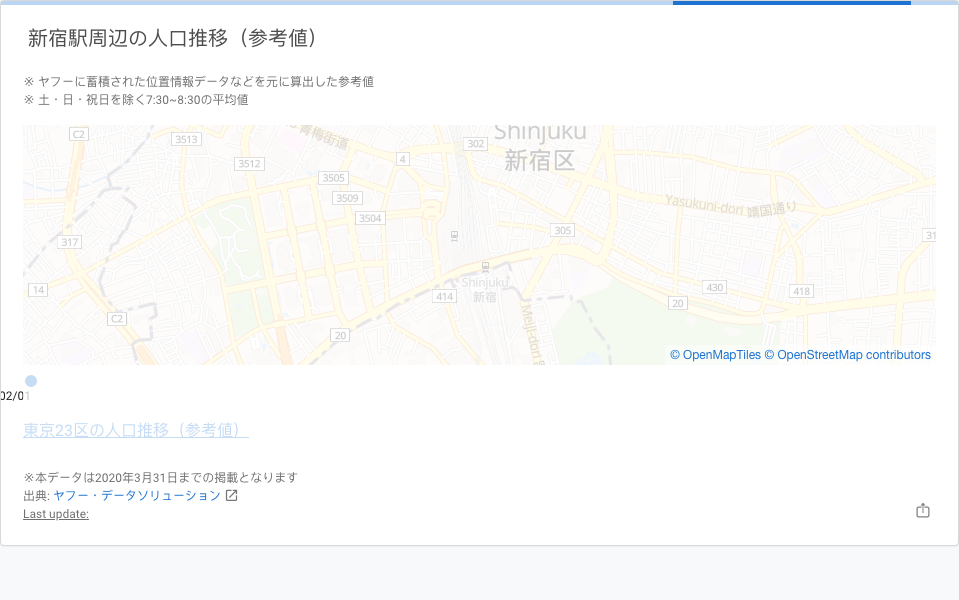 新宿駅周辺の人口推移（参考値）
※ ヤフーに蓄積された位置情報データなどを元に算出した参考値
※ 土・日・祝日を除く7:30~8:30の平均値
C2
3513
青梅街道
302
Shinjuku
新宿区
3512
4
3505
3509
Yasukuni-dori 靖国通り
3504
305
31
317
14
414
Shinjuku
新宿
430
418
20
C2
20
Meiji-dori
© OpenMapTiles © OpenStreetMap contributors
02/01
東京23区の人口推移（参考値）
※本データは2020年3月31日までの掲載となります
出典: ヤフー・データソリューション
Last update: